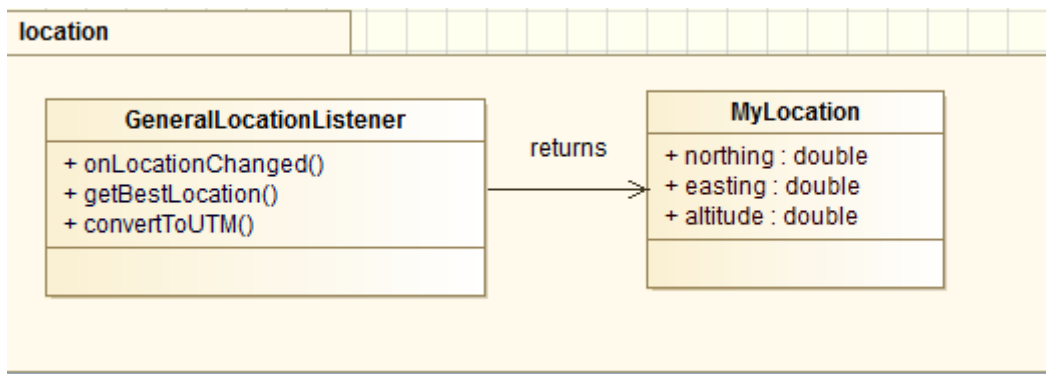 location
GeneralLocationListener
+ onLocationChanged()
+ getBestLocation()
+ convertToUTM()
returns
MyLocation
+ northing : double
+ easting : double
+ altitude : double